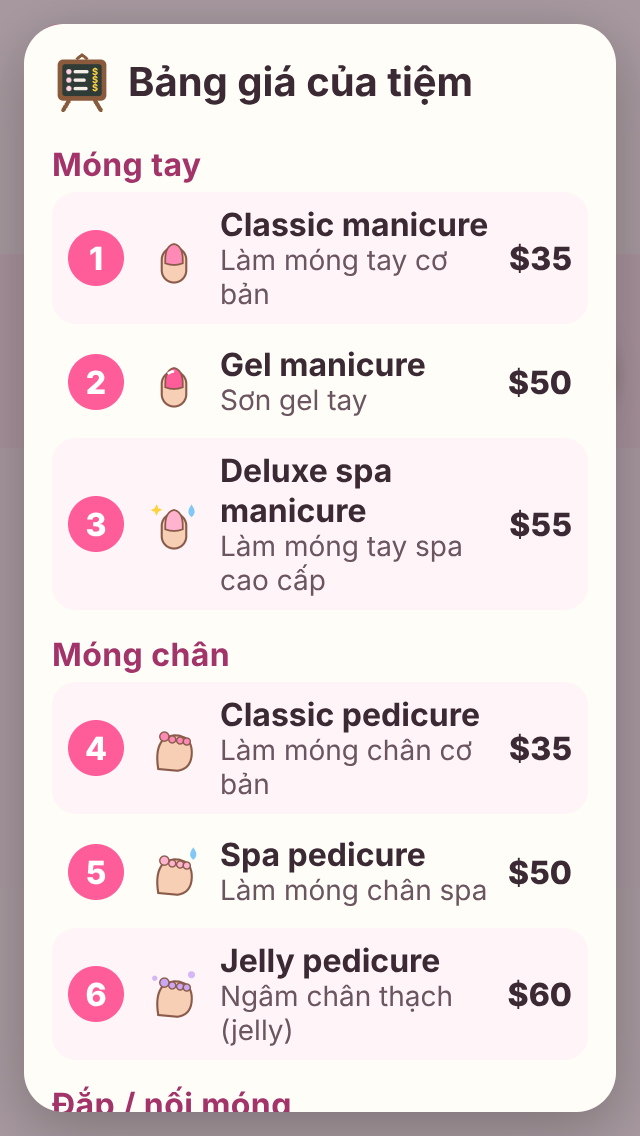 Bảng giá của tiệm
Móng tay
1
Classic manicure
Làm móng tay cơ
bản
$35
2
Gel manicure
Sơn gel tay
$50
3
Deluxe spa
manicure
Làm móng tay spa
cao cấp
$55
Móng chân
4
Classic pedicure
Làm móng chân cơ
bản
$35
5
Spa pedicure
Làm móng chân spa
$50
6
Jelly pedicure
Ngâm chân thạch
(jelly)
$60
Đắp / nối móng